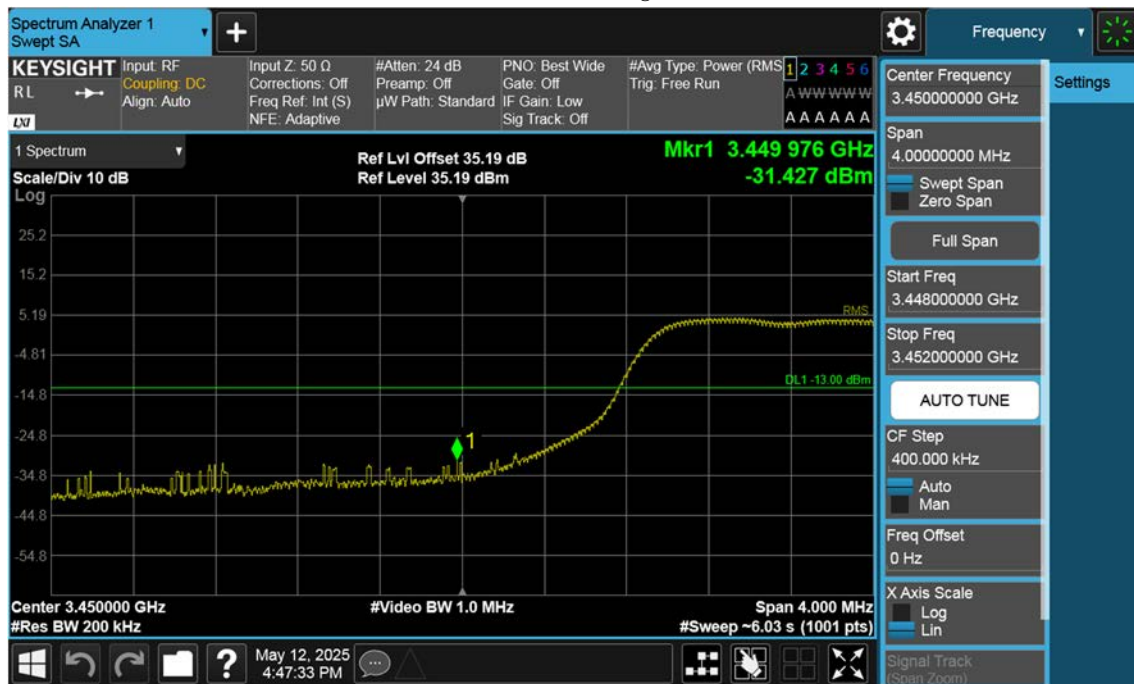 Spectrum Analyzer 1
Swept SA
Frequency
KEYSIGHT
RL
LXI
Input: RF
Coupling: DC
Align: Auto
Input Z: 50 Ω
Corrections: Off
Freq Ref: Int (S)
NFE: Adaptive
#Atten: 24 dB
Preamp: Off
µW Path: Standard
PNO: Best Wide
Gate: Off
IF Gain: Low
Sig Track: Off
#Avg Type: Power (RMS
Trig: Free Run
1 2 3 4 5 6
A W W W W W
A A A A A A
1 Spectrum
Scale/Div 10 dB
Ref Lvl Offset 35.19 dB
Ref Level 35.19 dBm
Mkr1 3.449 976 GHz
-31.427 dBm
Log
25.2
15.2
5.19
-4.81
-14.8
-24.8
-34.8
-44.8
-54.8
RMS
DL1 -13.00 dBm
1
Center 3.450000 GHz
#Res BW 200 kHz
#Video BW 1.0 MHz
Span 4.000 MHz
#Sweep ~6.03 s (1001 pts)
?
May 12, 2025
4:47:33 PM
Center Frequency
3.450000000 GHz
Settings
Span
4.00000000 MHz
Swept Span
Zero Span
Full Span
Start Freq
3.448000000 GHz
Stop Freq
3.452000000 GHz
AUTO TUNE
CF Step
400.000 kHz
Auto
Man
Freq Offset
0 Hz
X Axis Scale
Log
Lin
Signal Track
(Span Zoom)